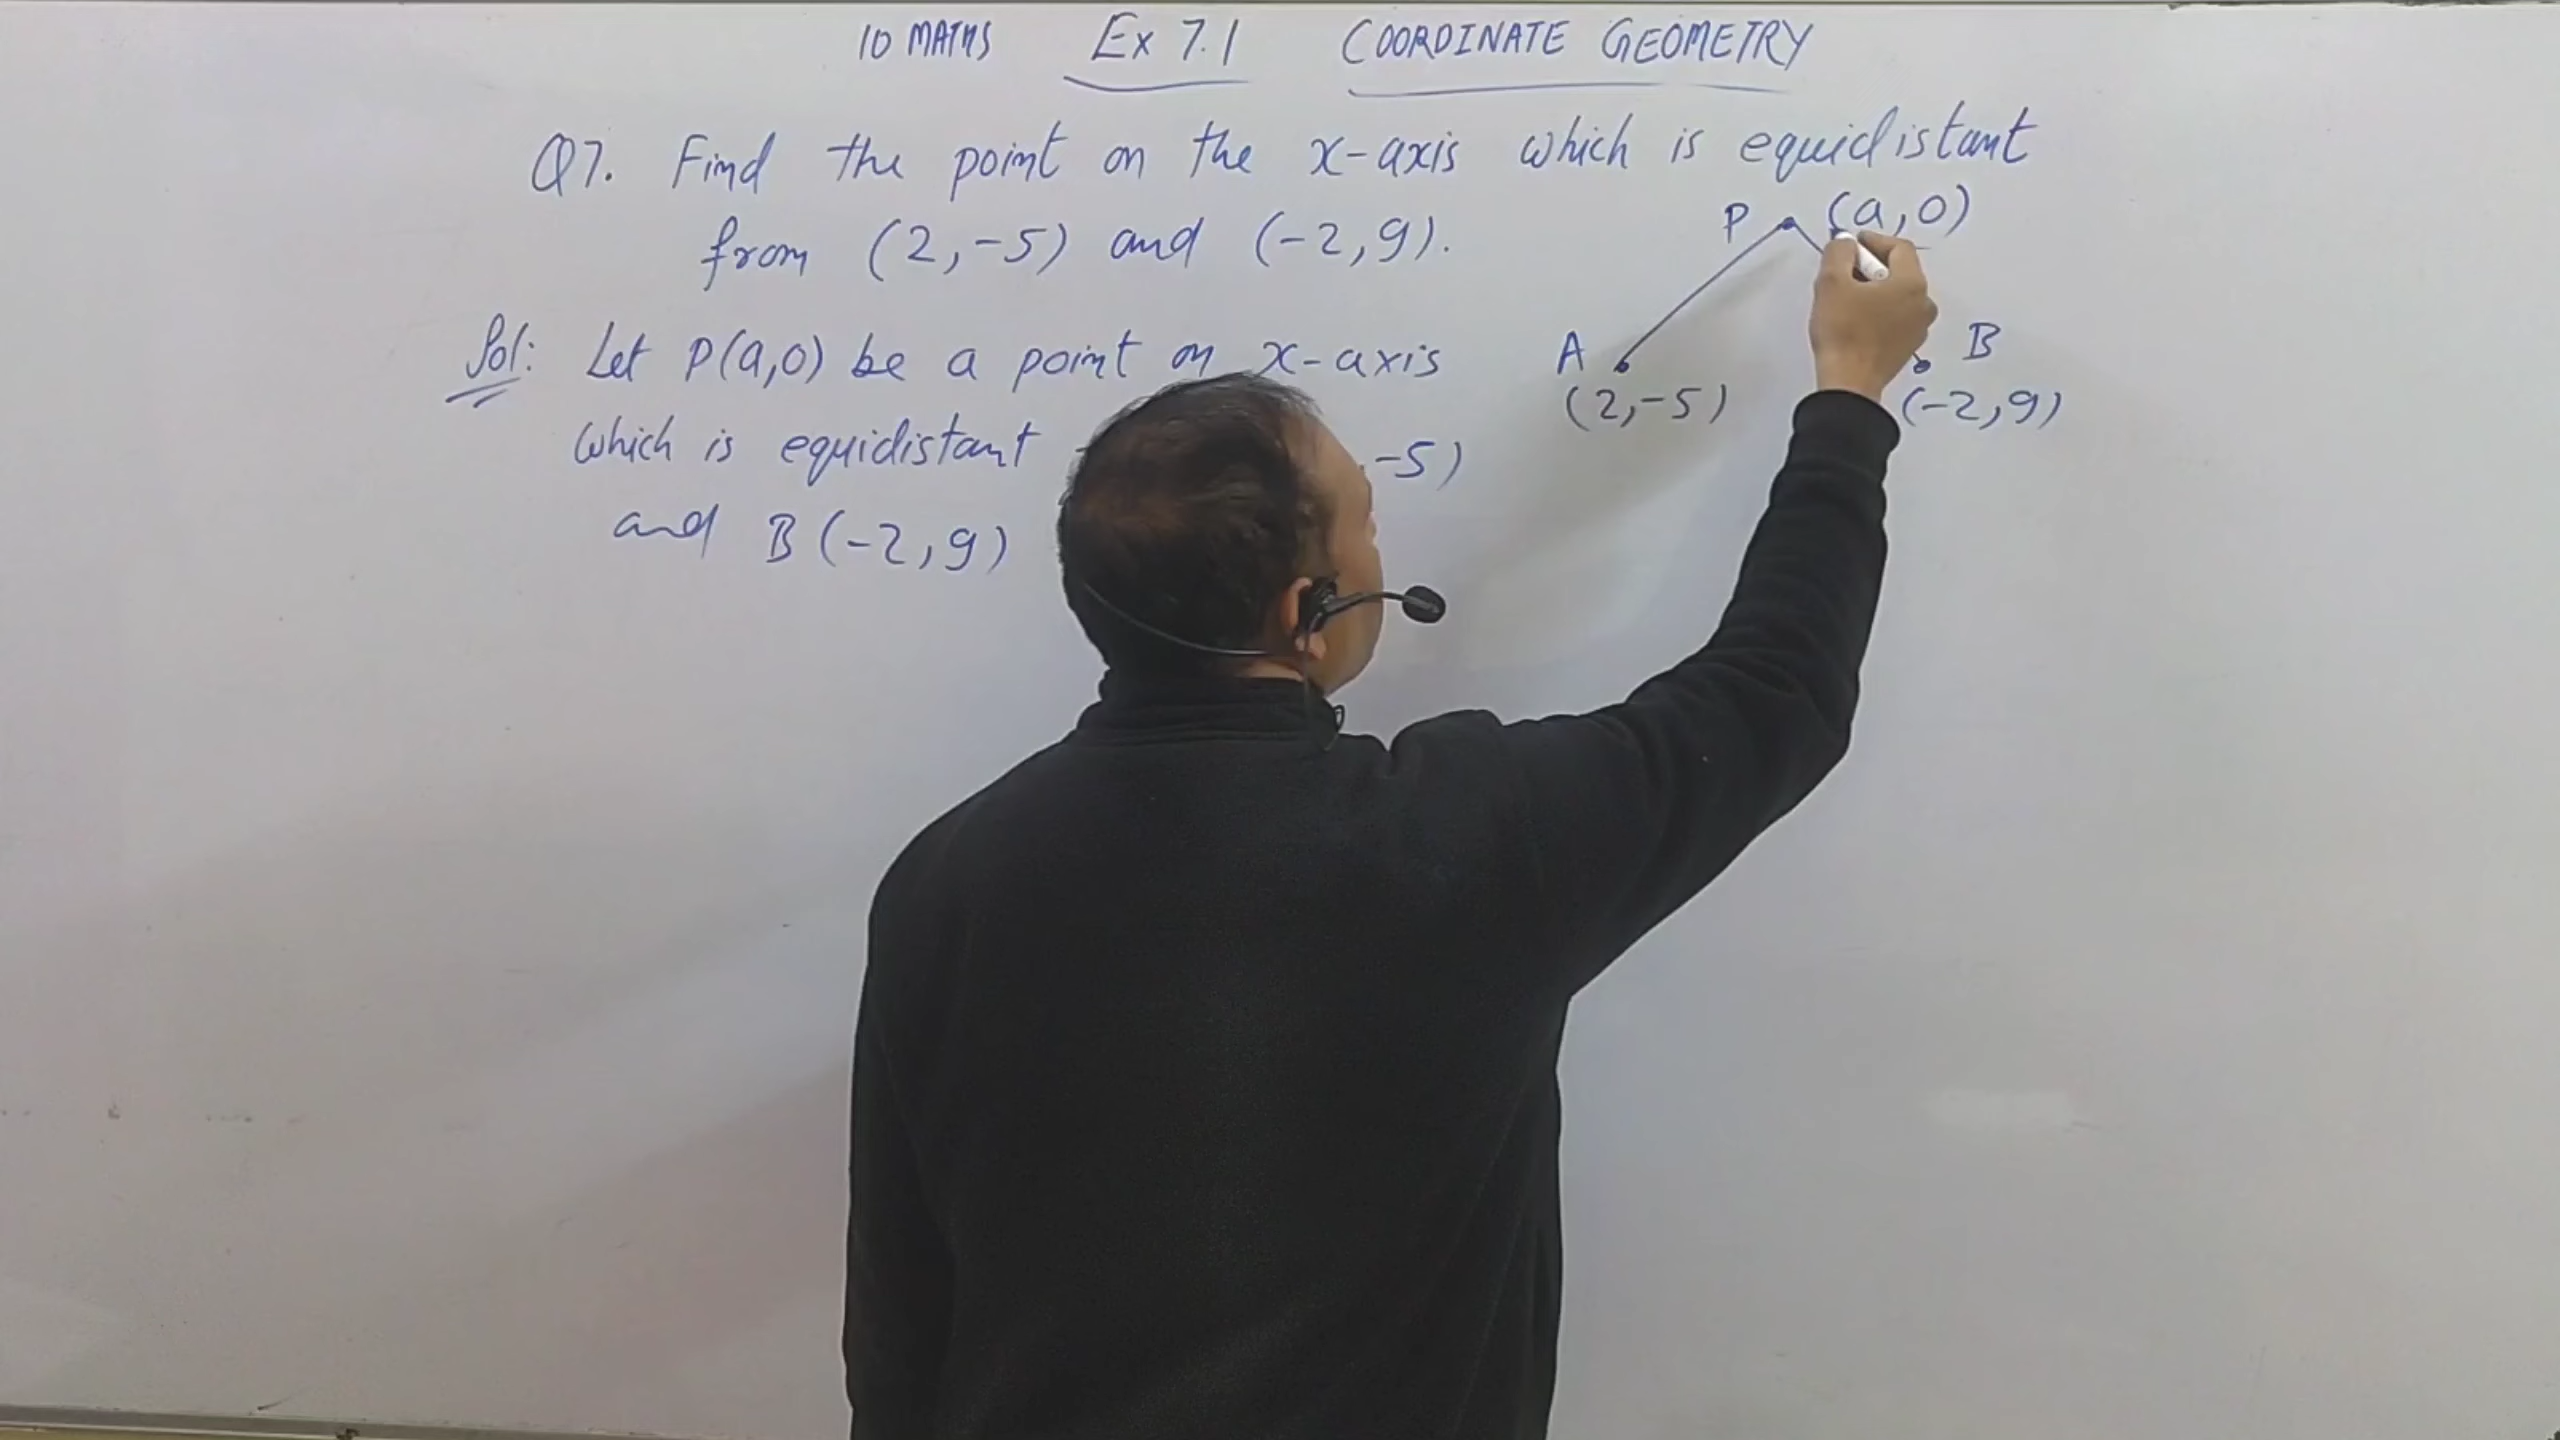 10 MATHS Ex 7.1 COORDINATE GEOMETRY
Q7. Find the point on the x-axis which is equidistant
from (2,-5) and (-2,9).
P (a,0)
Sol: Let P(a,0) be a point on x-axis
A B
(2,-5) (-2,9)
which is equidistant -5)
and B(-2,9)